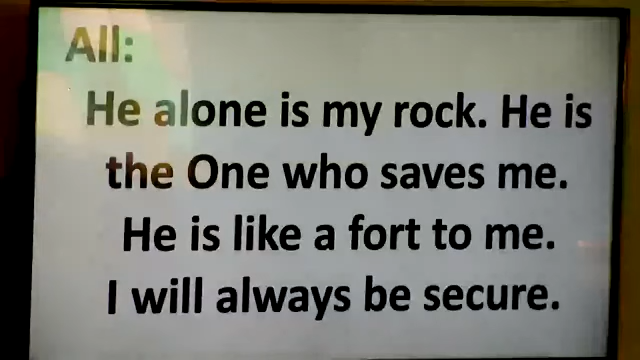 All:
He alone is my rock. He is
the One who saves me.
He is like a fort to me.
I will always be secure.